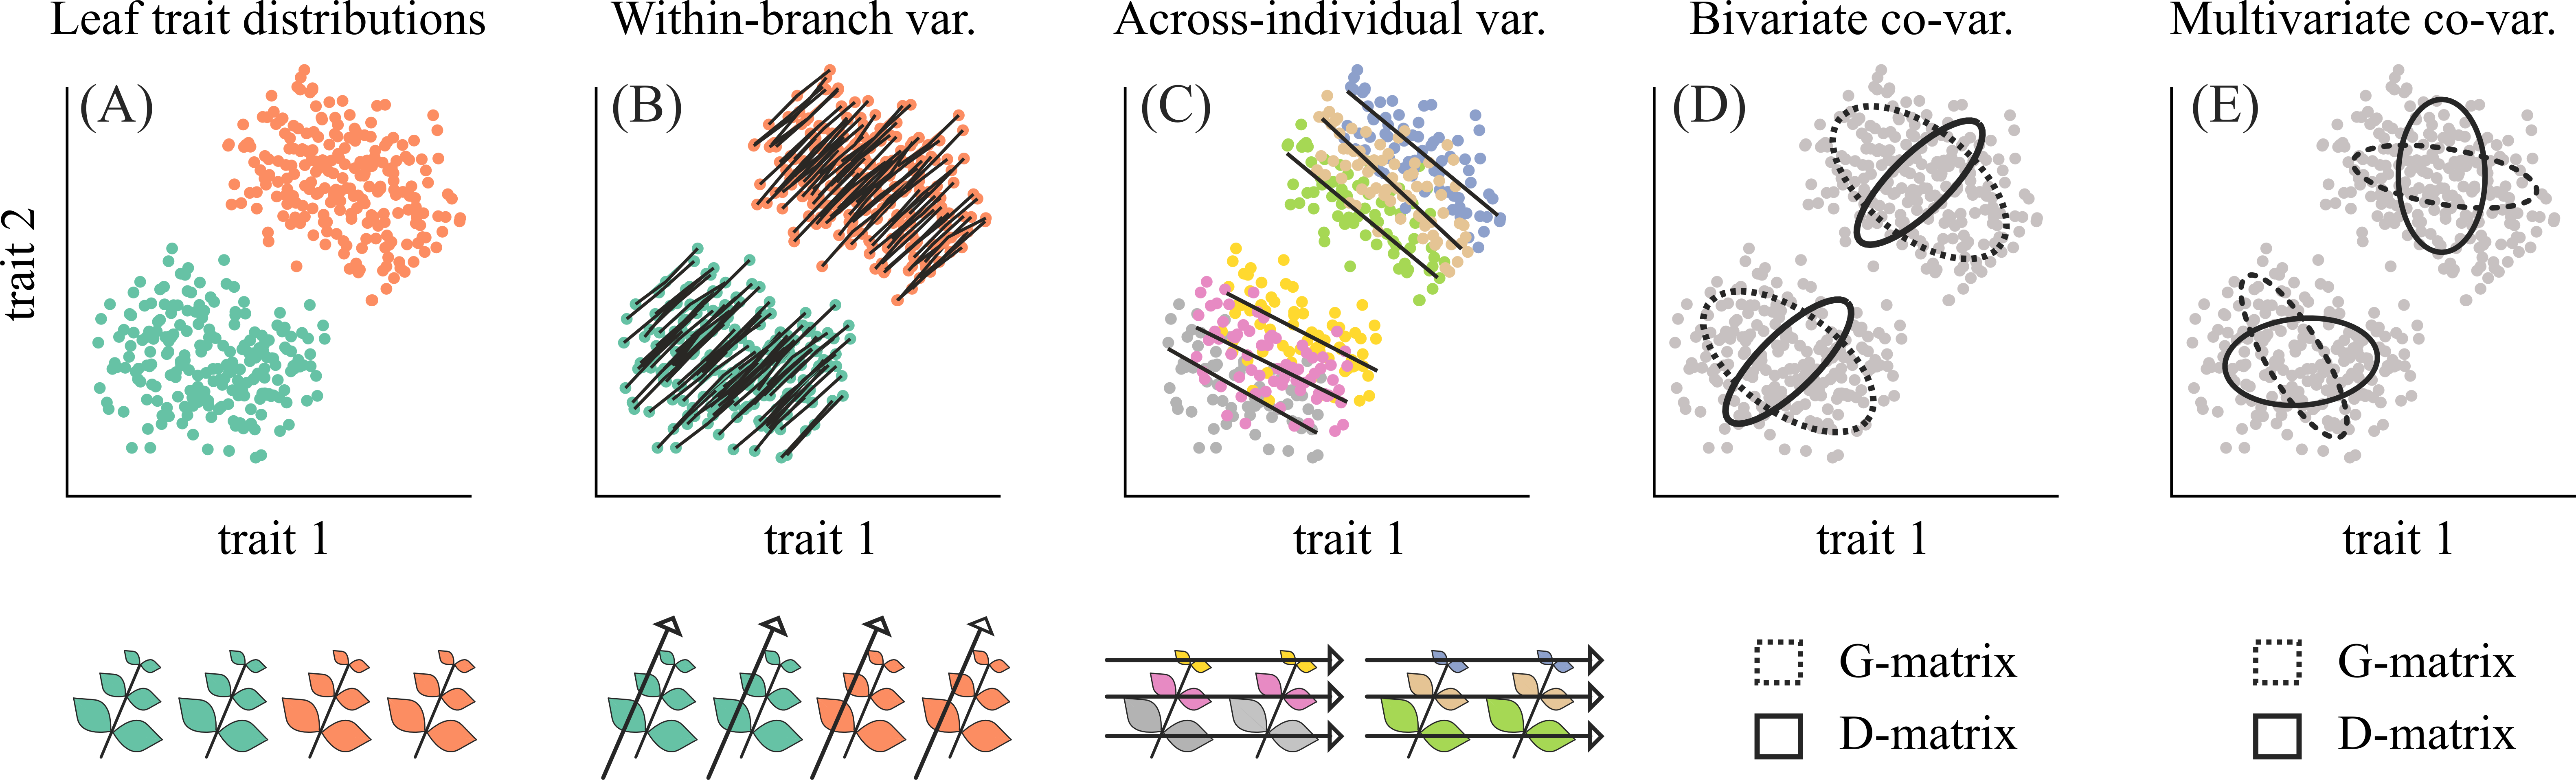 Leaf trait distributions
Within-branch var.
Across-individual var.
Bivariate co-var.
Multivariate co-var.
(A)
(B)
(C)
(D)
(E)
trait 2
trait 1
trait 1
trait 1
trait 1
trait 1
G-matrix
G-matrix
D-matrix
D-matrix